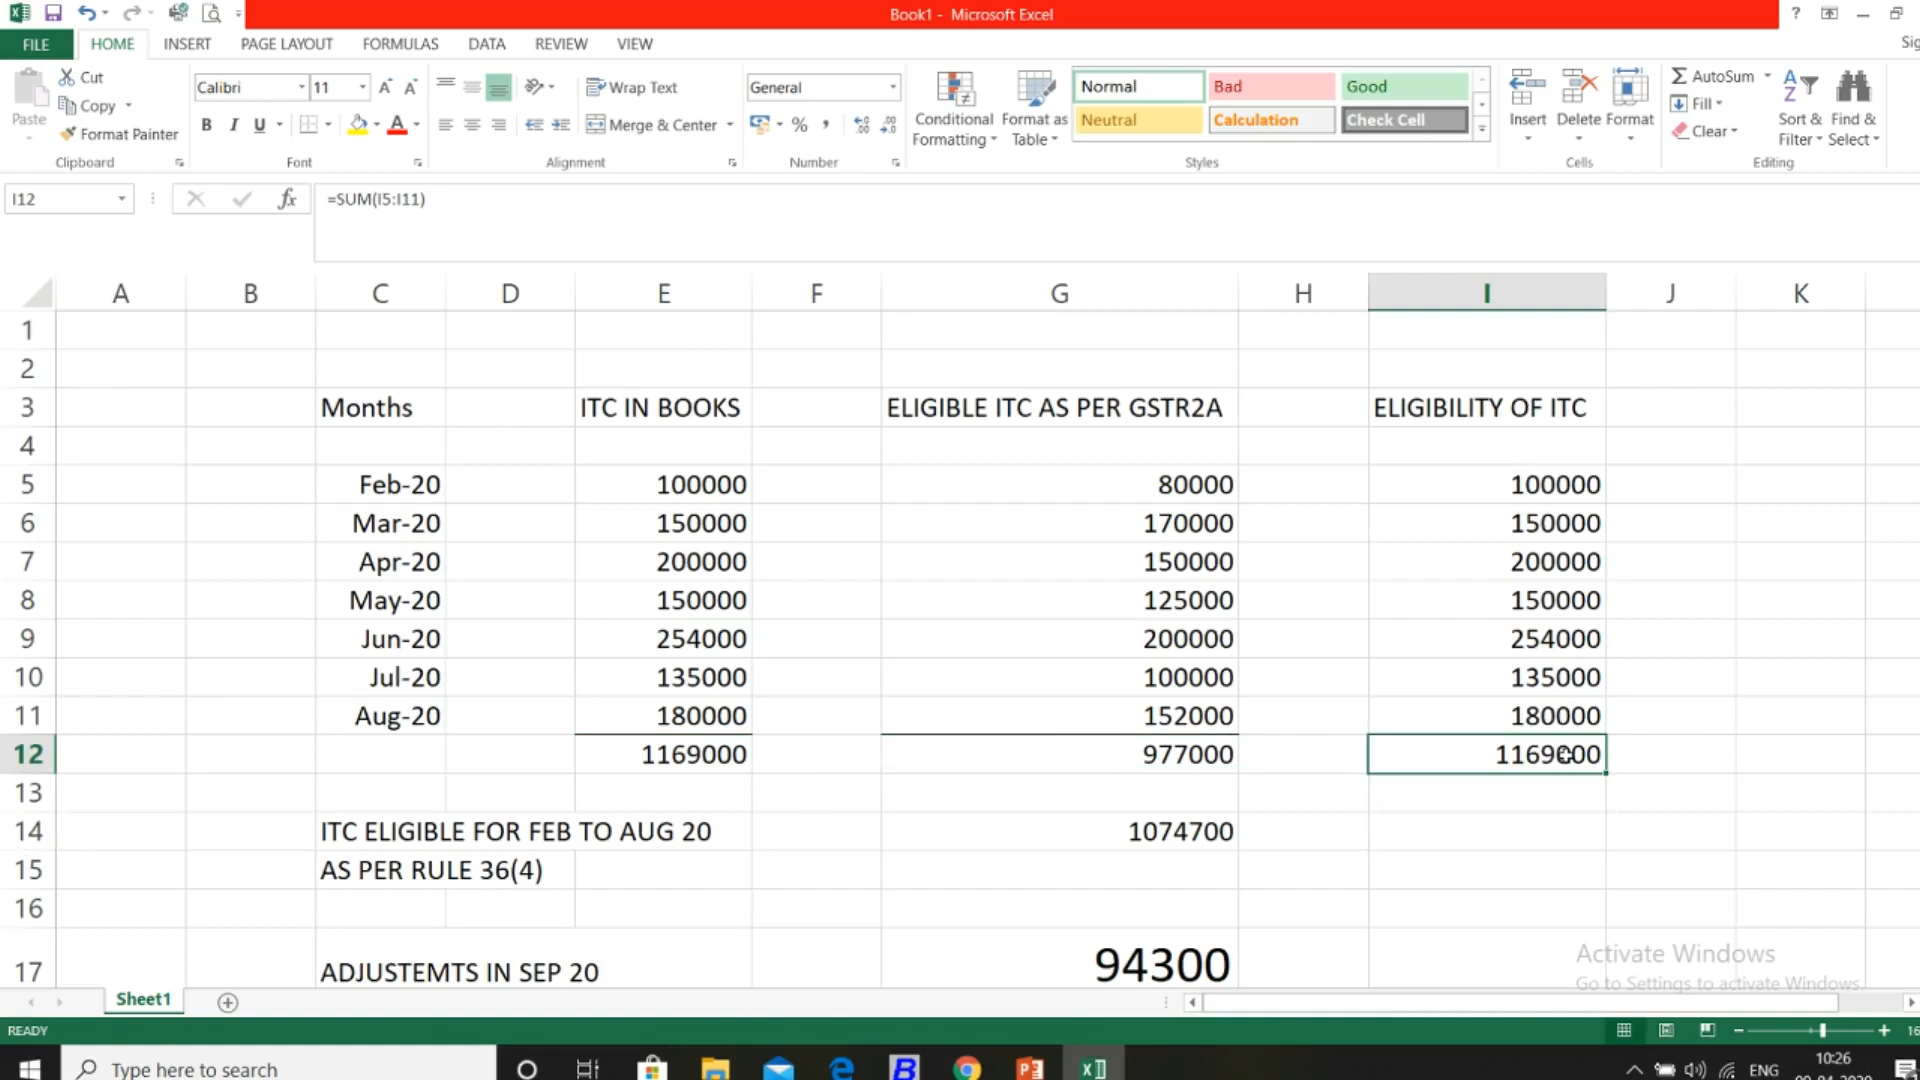 Book1 - Microsoft Excel
?
FILE HOME INSERT PAGE LAYOUT FORMULAS DATA REVIEW VIEW
Paste
Cut
Copy
Format Painter
Clipboard
Calibri 11
B I U
Font
Wrap Text
Merge & Center
Alignment
General
%
Number
Conditional Formatting
Format as Table
Normal Bad Good
Neutral Calculation Check Cell
Styles
Insert Delete Format
Cells
AutoSum
Fill
Clear
Sort & Filter
Find & Select
Editing
I12 fx =SUM(I5:I11)
A B C D E F G H I J K
1
2
3 Months ITC IN BOOKS ELIGIBLE ITC AS PER GSTR2A ELIGIBILITY OF ITC
4
5 Feb-20 100000 80000 100000
6 Mar-20 150000 170000 150000
7 Apr-20 200000 150000 200000
8 May-20 150000 125000 150000
9 Jun-20 254000 200000 254000
10 Jul-20 135000 100000 135000
11 Aug-20 180000 152000 180000
12 1169000 977000 1169000
13
14 ITC ELIGIBLE FOR FEB TO AUG 20 1074700
15 AS PER RULE 36(4)
16
17 ADJUSTEMTS IN SEP 20 94300
Activate Windows
Go to Settings to activate Windows.
Sheet1
READY
Type here to search
ENG
10:26